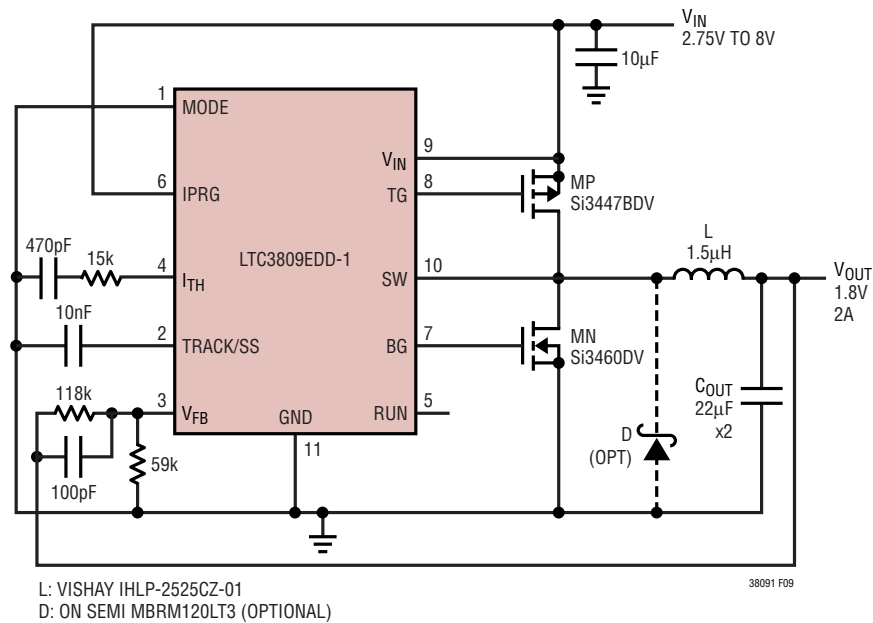 VIN
2.75V TO 8V
10µF
1
MODE
9
VIN
6
IPRG
8
TG
MP
Si3447BDV
LTC3809EDD-1
470pF
15k
4
ITH
10
SW
L
1.5µH
VOUT
1.8V
2A
10nF
2
TRACK/SS
7
BG
MN
Si3460DV
118k
3
VFB
GND
RUN
5
11
59k
100pF
D
(OPT)
COUT
22µF
x2
38091 F09
L: VISHAY IHLP-2525CZ-01
D: ON SEMI MBRM120LT3 (OPTIONAL)